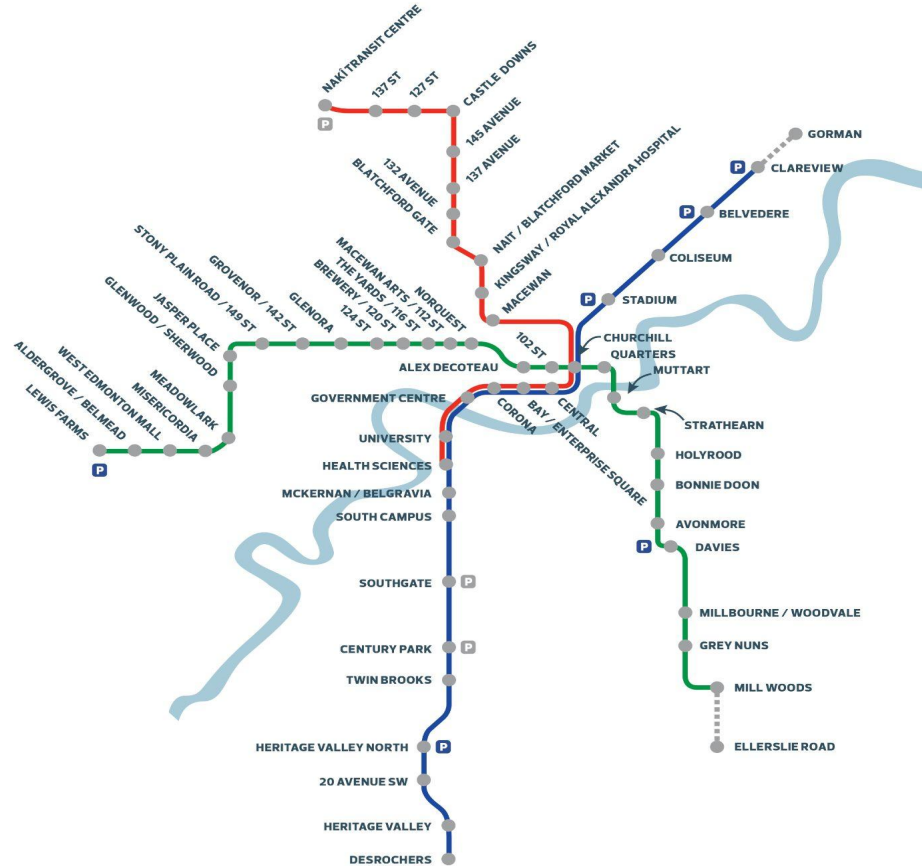 NAKÎ TRANSIT CENTRE
137 ST
127 ST
CASTLE DOWNS
P
145 AVENUE
137 AVENUE
132 AVENUE
BLATCHFORD GATE
NAIT / BLATCHFORD MARKET
KINGSWAY / ROYAL ALEXANDRA HOSPITAL
MACEWAN
GORMAN
P
CLAREVIEW
P
BELVEDERE
COLISEUM
P
STADIUM
CHURCHILL
QUARTERS
MUTTART
STRATHEARN
HOLYROOD
BONNIE DOON
AVONMORE
P
DAVIES
MILLBOURNE / WOODVALE
GREY NUNS
MILL WOODS
ELLERSLIE ROAD
LEWIS FARMS
P
ALDERGROVE / BELMEAD
WEST EDMONTON MALL
MISERICORDIA
MEADOWLARK
GLENWOOD / SHERWOOD
JASPER PLACE
STONY PLAIN ROAD / 149 ST
GROVENOR / 142 ST
GLENORA
124 ST
BREWERY / 120 ST
THE YARDS / 116 ST
MACEWAN ARTS / 112 ST
NORQUEST
ALEX DECOTEAU
102 ST
CENTRAL
BAY / ENTERPRISE SQUARE
CORONA
GOVERNMENT CENTRE
UNIVERSITY
HEALTH SCIENCES
MCKERNAN / BELGRAVIA
SOUTH CAMPUS
SOUTHGATE
P
CENTURY PARK
P
TWIN BROOKS
HERITAGE VALLEY NORTH
P
20 AVENUE SW
HERITAGE VALLEY
DESROCHERS